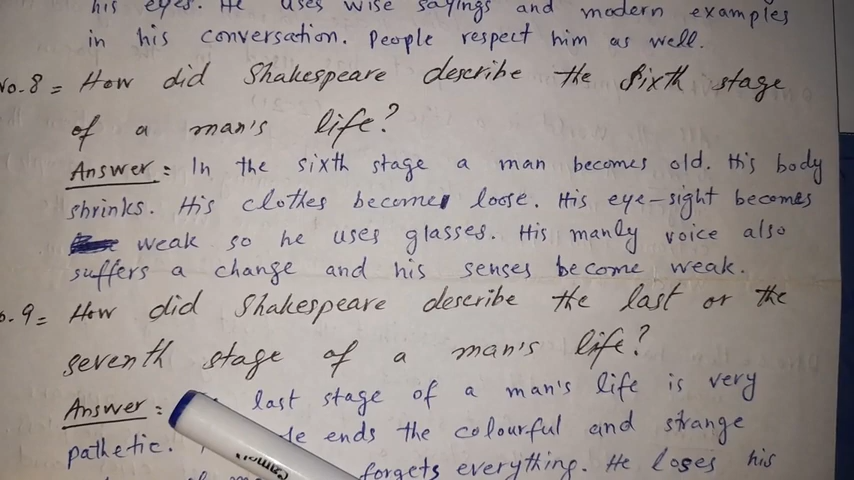 his eyes. He uses wise sayings and modern examples
in his conversation. People respect him as well.
No.8 = How did Shakespeare describe the sixth stage
of a man's life?
Answer: In the sixth stage a man becomes old. His body
shrinks. His clothes become loose. His eye-sight becomes
weak so he uses glasses. His manly voice also
suffers a change and his senses become weak.
9 = How did Shakespeare describe the last or the
seventh stage of a man's life?
Answer: last stage of a man's life is very
pathetic. ends the colourful and strange
forgets everything. He loses his